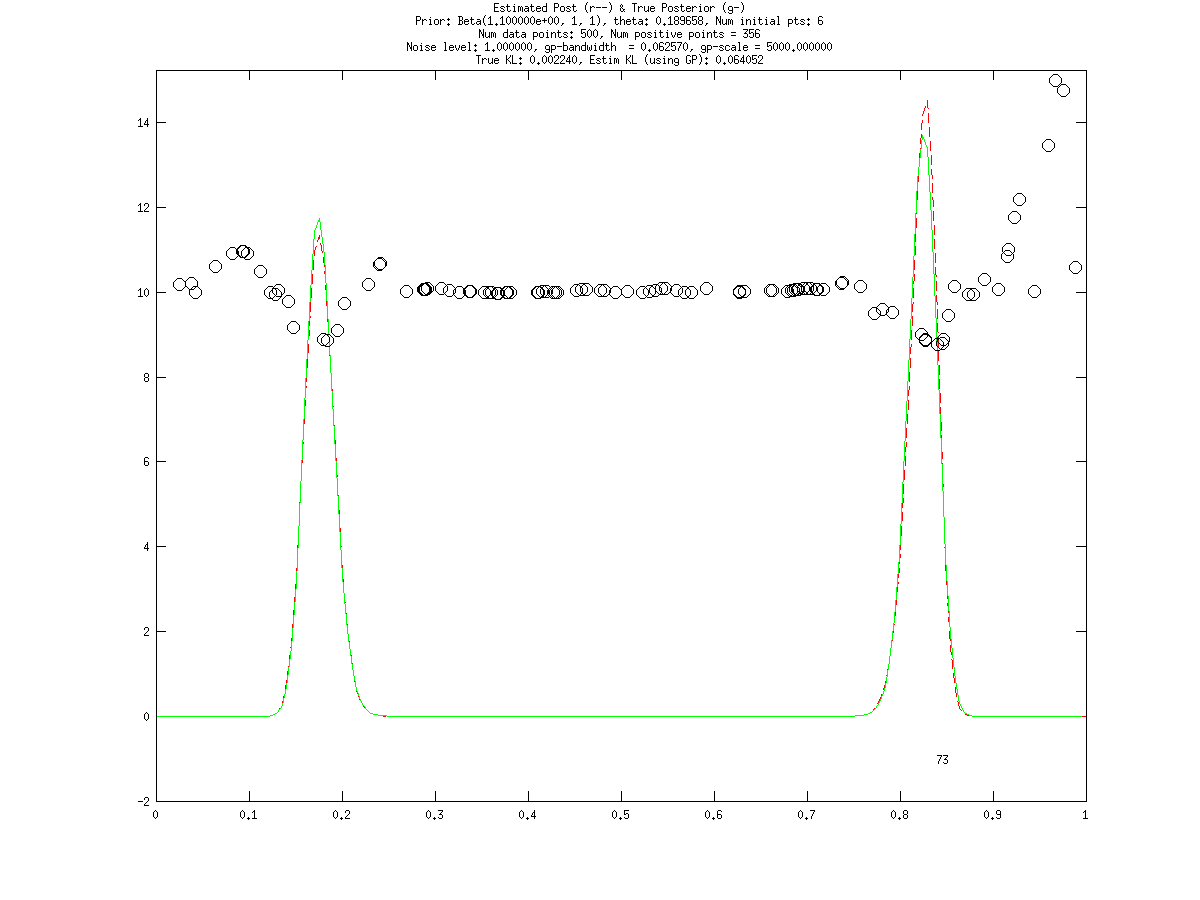 Estimated Post (r--) & True Posterior (g-)
Prior: Beta(1.100000e+00, 1, 1), theta: 0.189658, Num initial pts: 6
Num data points: 500, Num positive points = 356
Noise level: 1.000000, gp-bandwidth  = 0.062570, gp-scale = 5000.000000
True KL: 0.002240, Estim KL (using GP): 0.064052
14
12
10
8
6
4
2
0
73
-2
0 0.1 0.2 0.3 0.4 0.5 0.6 0.7 0.8 0.9 1